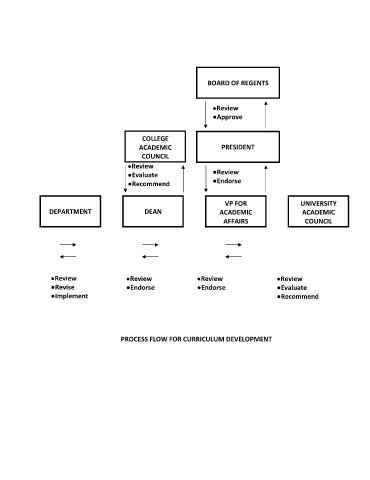 BOARD OF REGENTS
●Review
●Approve
COLLEGE
ACADEMIC
COUNCIL
PRESIDENT
●Review
●Evaluate
●Recommend
●Review
●Endorse
DEPARTMENT
DEAN
VP FOR
ACADEMIC
AFFAIRS
UNIVERSITY
ACADEMIC
COUNCIL
●Review
●Revise
●Implement
●Review
●Endorse
●Review
●Endorse
●Review
●Evaluate
●Recommend
PROCESS FLOW FOR CURRICULUM DEVELOPMENT